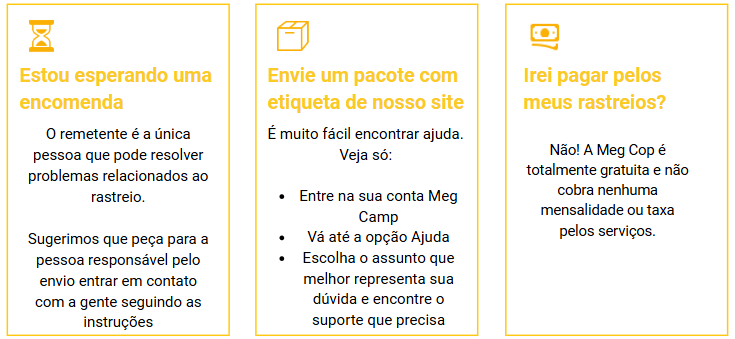 Estou esperando uma
encomenda
O remetente é a única
pessoa que pode resolver
problemas relacionados ao
rastreio.
Sugerimos que peça para a
pessoa responsável pelo
envio entrar em contato
com a gente seguindo as
instruções
Envie um pacote com
etiqueta de nosso site
É muito fácil encontrar ajuda.
Veja só:
• Entre na sua conta Meg
Camp
• Vá até a opção Ajuda
• Escolha o assunto que
melhor representa sua
dúvida e encontre o
suporte que precisa
Irei pagar pelos
meus rastreios?
Não! A Meg Cop é
totalmente gratuita e não
cobra nenhuma
mensalidade ou taxa
pelos serviços.